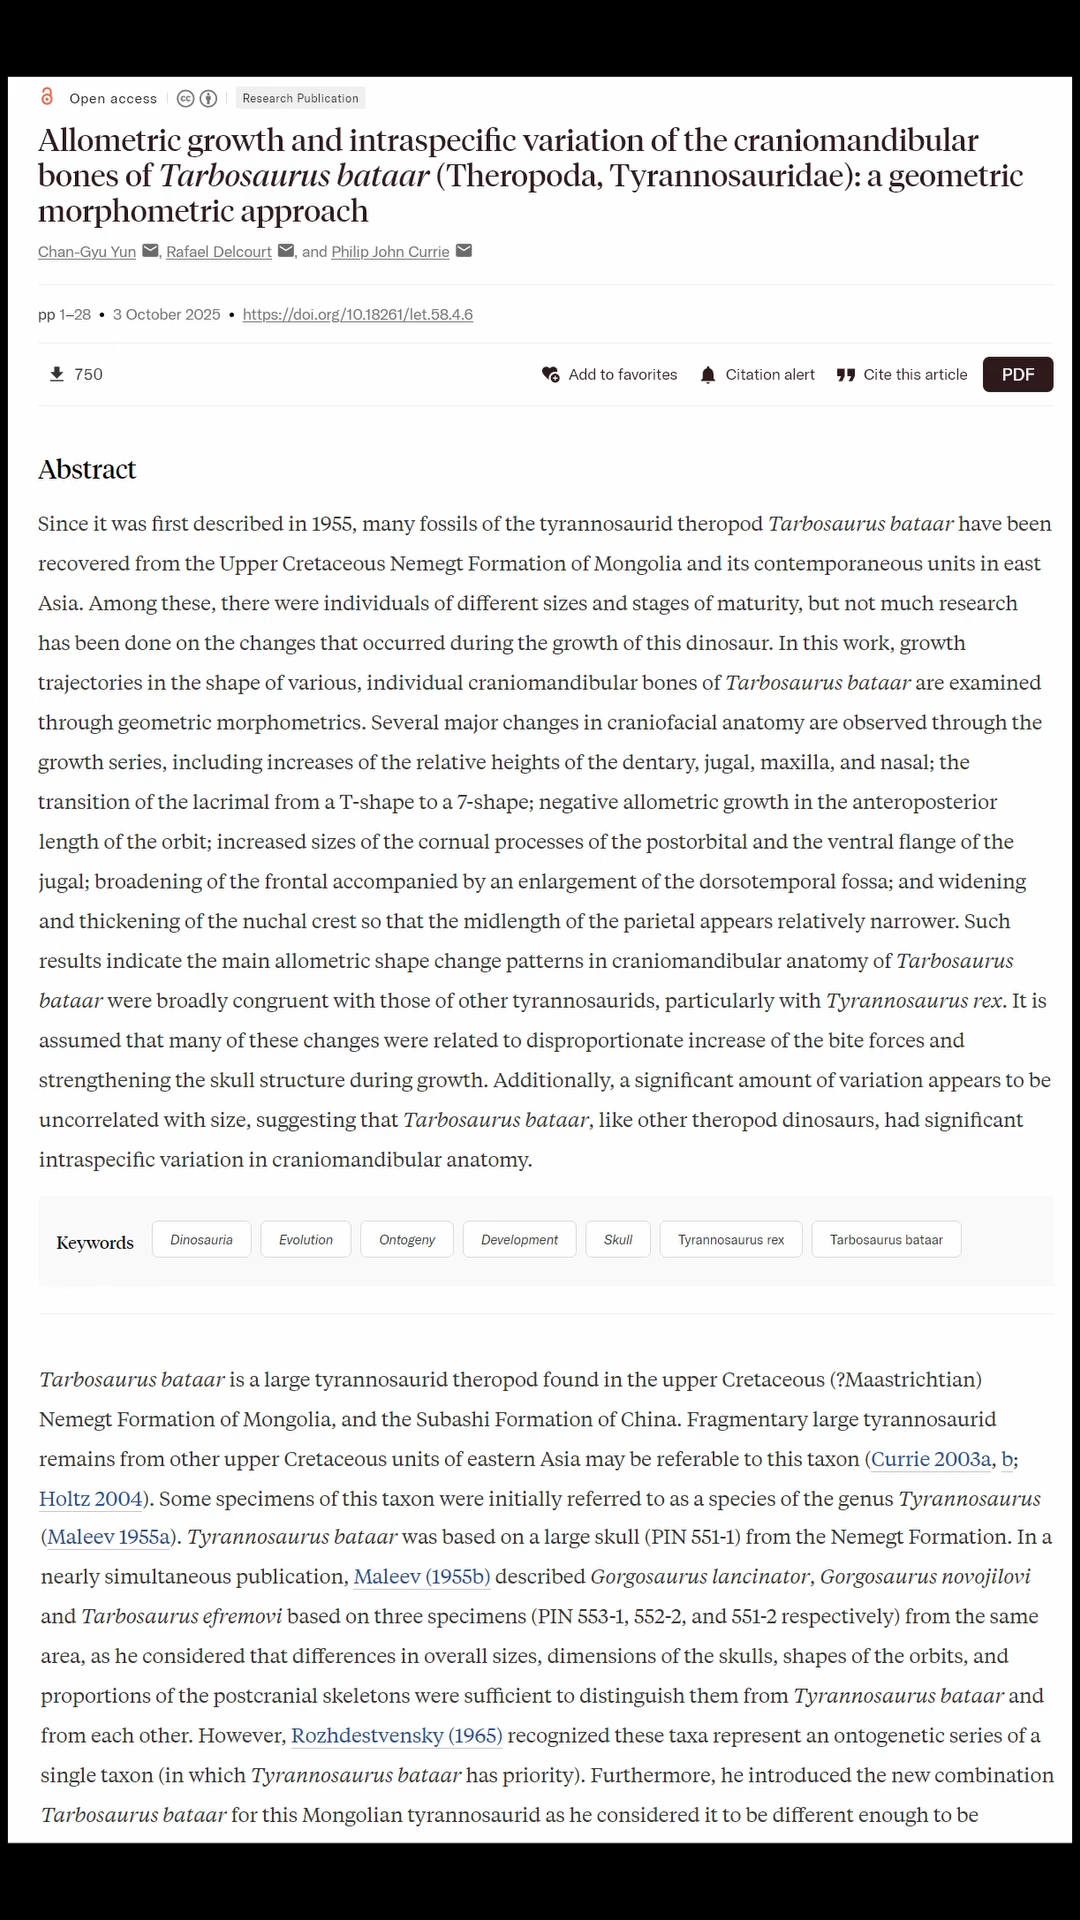 Open access
Research Publication
Allometric growth and intraspecific variation of the craniomandibular
bones of Tarbosaurus bataar (Theropoda, Tyrannosauridae): a geometric
morphometric approach
Chan-Gyu Yun, Rafael Delcourt, and Philip John Currie
pp 1–28 • 3 October 2025 • https://doi.org/10.18261/let.58.4.6
750 Add to favorites Citation alert Cite this article PDF
Abstract
Since it was first described in 1955, many fossils of the tyrannosaurid theropod Tarbosaurus bataar have been
recovered from the Upper Cretaceous Nemegt Formation of Mongolia and its contemporaneous units in east
Asia. Among these, there were individuals of different sizes and stages of maturity, but not much research
has been done on the changes that occurred during the growth of this dinosaur. In this work, growth
trajectories in the shape of various, individual craniomandibular bones of Tarbosaurus bataar are examined
through geometric morphometrics. Several major changes in craniofacial anatomy are observed through the
growth series, including increases of the relative heights of the dentary, jugal, maxilla, and nasal; the
transition of the lacrimal from a T-shape to a 7-shape; negative allometric growth in the anteroposterior
length of the orbit; increased sizes of the cornual processes of the postorbital and the ventral flange of the
jugal; broadening of the frontal accompanied by an enlargement of the dorsotemporal fossa; and widening
and thickening of the nuchal crest so that the midlength of the parietal appears relatively narrower. Such
results indicate the main allometric shape change patterns in craniomandibular anatomy of Tarbosaurus
bataar were broadly congruent with those of other tyrannosaurids, particularly with Tyrannosaurus rex. It is
assumed that many of these changes were related to disproportionate increase of the bite forces and
strengthening the skull structure during growth. Additionally, a significant amount of variation appears to be
uncorrelated with size, suggesting that Tarbosaurus bataar, like other theropod dinosaurs, had significant
intraspecific variation in craniomandibular anatomy.
Keywords Dinosauria Evolution Ontogeny Development Skull Tyrannosaurus rex Tarbosaurus bataar
Tarbosaurus bataar is a large tyrannosaurid theropod found in the upper Cretaceous (?Maastrichtian)
Nemegt Formation of Mongolia, and the Subashi Formation of China. Fragmentary large tyrannosaurid
remains from other upper Cretaceous units of eastern Asia may be referable to this taxon (Currie 2003a, b;
Holtz 2004). Some specimens of this taxon were initially referred to as a species of the genus Tyrannosaurus
(Maleev 1955a). Tyrannosaurus bataar was based on a large skull (PIN 551-1) from the Nemegt Formation. In a
nearly simultaneous publication, Maleev (1955b) described Gorgosaurus lancinator, Gorgosaurus novojilovi
and Tarbosaurus efremovi based on three specimens (PIN 553-1, 552-2, and 551-2 respectively) from the same
area, as he considered that differences in overall sizes, dimensions of the skulls, shapes of the orbits, and
proportions of the postcranial skeletons were sufficient to distinguish them from Tyrannosaurus bataar and
from each other. However, Rozhdestvensky (1965) recognized these taxa represent an ontogenetic series of a
single taxon (in which Tyrannosaurus bataar has priority). Furthermore, he introduced the new combination
Tarbosaurus bataar for this Mongolian tyrannosaurid as he considered it to be different enough to be